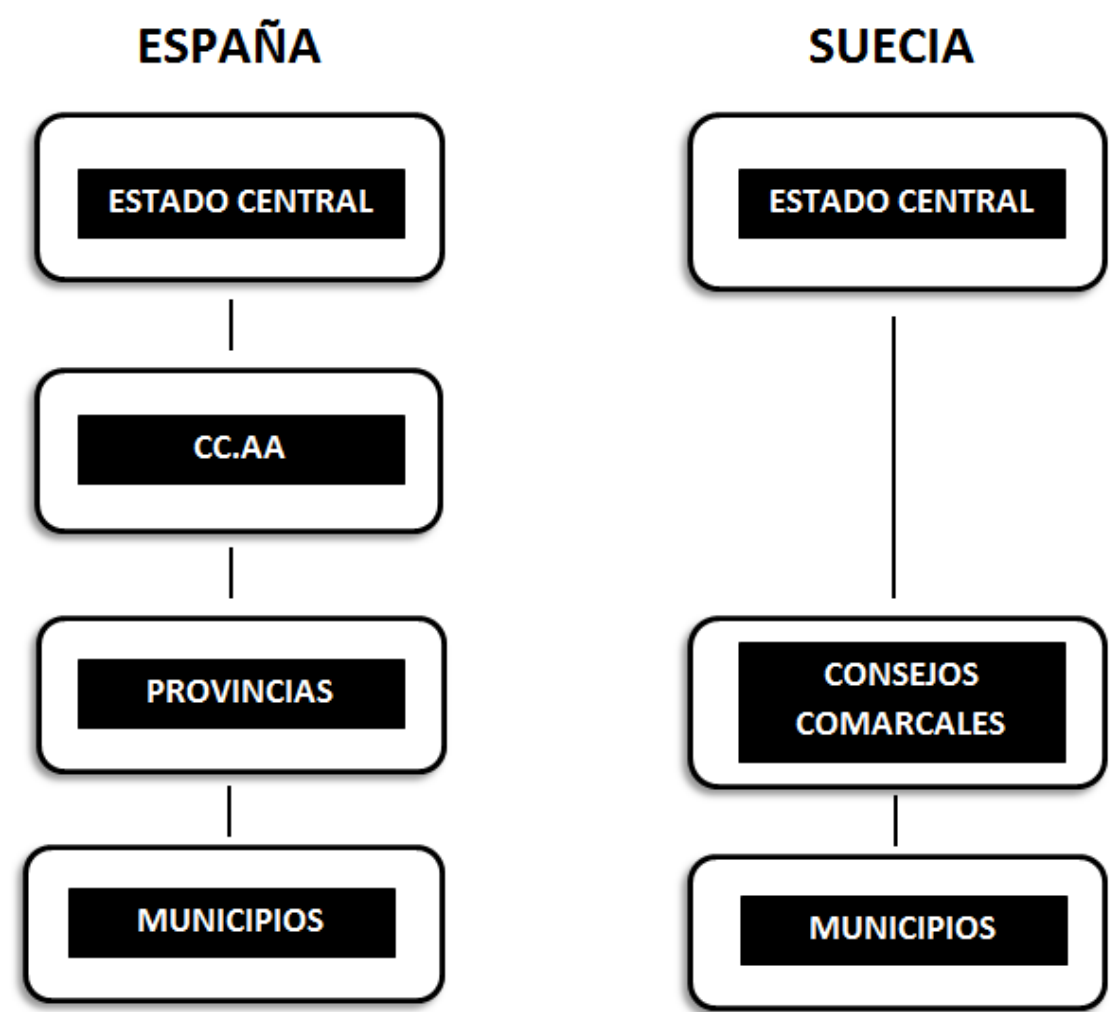 ESPAÑA
ESTADO CENTRAL
CC.AA
PROVINCIAS
MUNICIPIOS
SUECIA
ESTADO CENTRAL
CONSEJOS
COMARCALES
MUNICIPIOS